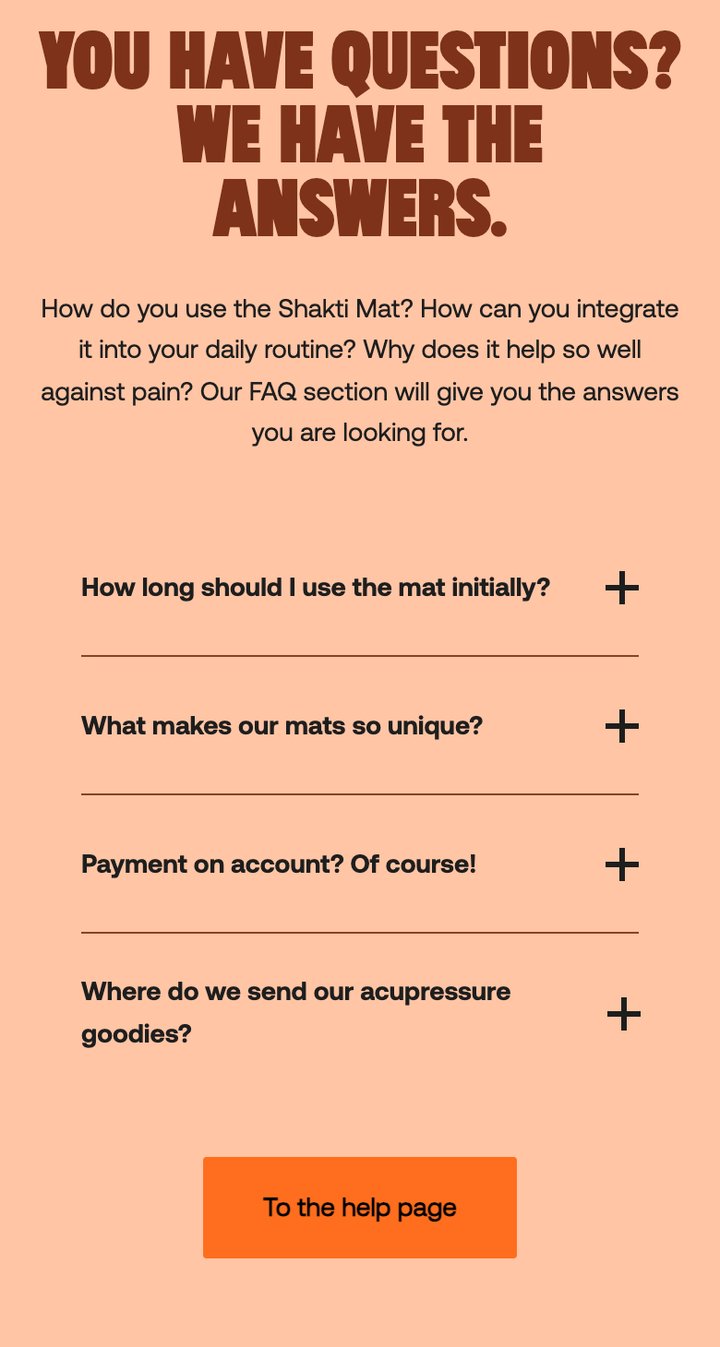 YOU HAVE QUESTIONS?
WE HAVE THE
ANSWERS.
How do you use the Shakti Mat? How can you integrate
it into your daily routine? Why does it help so well
against pain? Our FAQ section will give you the answers
you are looking for.
How long should I use the mat initially?
What makes our mats so unique?
Payment on account? Of course!
Where do we send our acupressure
goodies?
To the help page